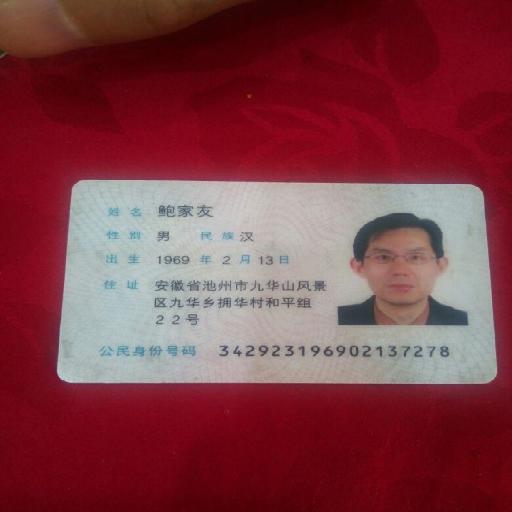 姓名 鲍家友
性别 男 民族 汉
出生 1969 年 2 月 13 日
住址 安徽省池州市九华山风景
区九华乡拥华村和平组
22号
公民身份号码 342923196902137278